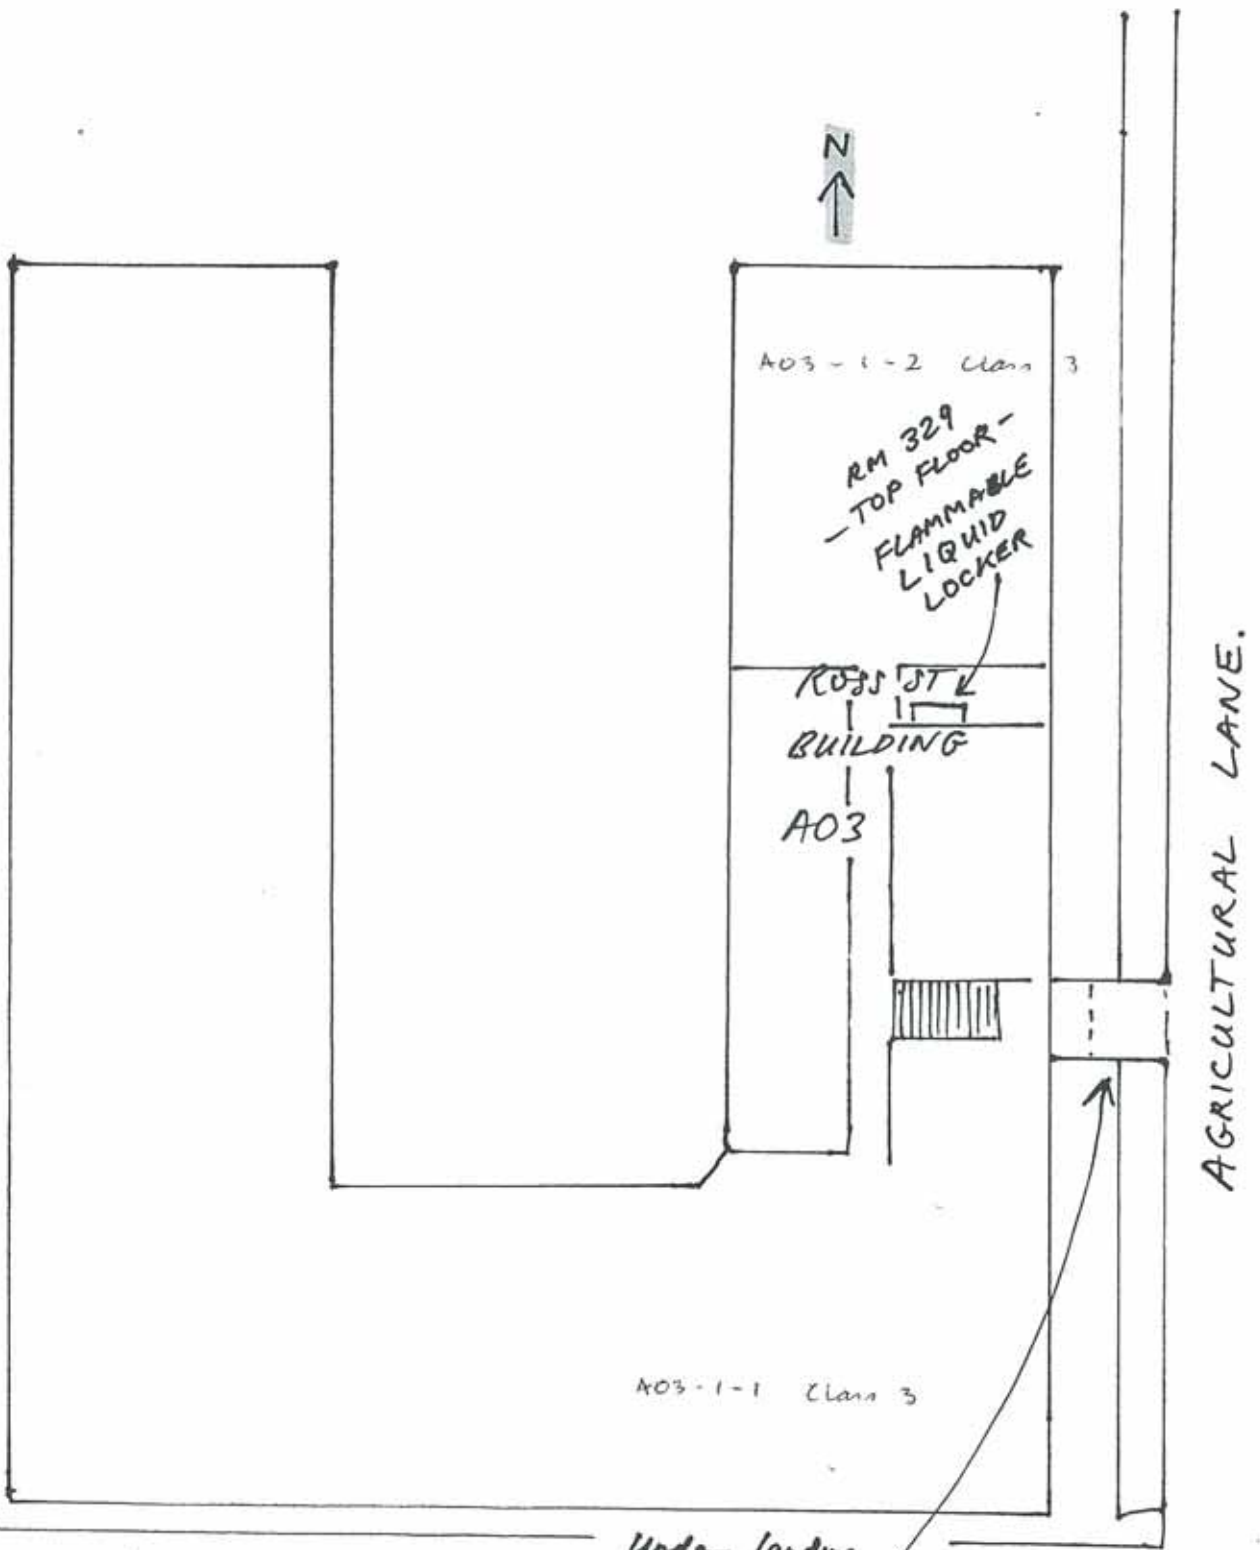 N
A03-1-2 Class 3
RM 329
- TOP FLOOR -
FLAMMABLE
LIQUID
LOCKER
ROSS ST
BUILDING
A03
AGRICULTURAL LANE.
A03-1-1 Class 3
Under